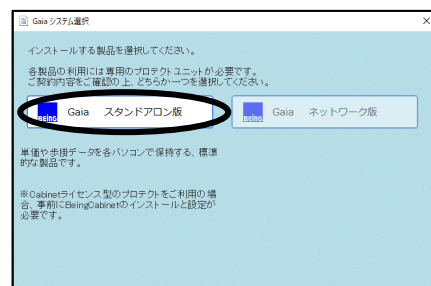 Gaia システム選択
インストールする製品を選択してください。
各製品の利用には専用のプロテクトユニットが必要です。
ご契約内容をご確認の上、どちらか一つを選択してください。
BEING Gaia スタンドアロン版
BEING Gaia ネットワーク版
単価や歩掛データを各パソコンで保持する、標準
的な製品です。
※Cabinetライセンス型のプロテクトをご利用の場
合、事前にBeingCabinetのインストールと設定が
必要です。